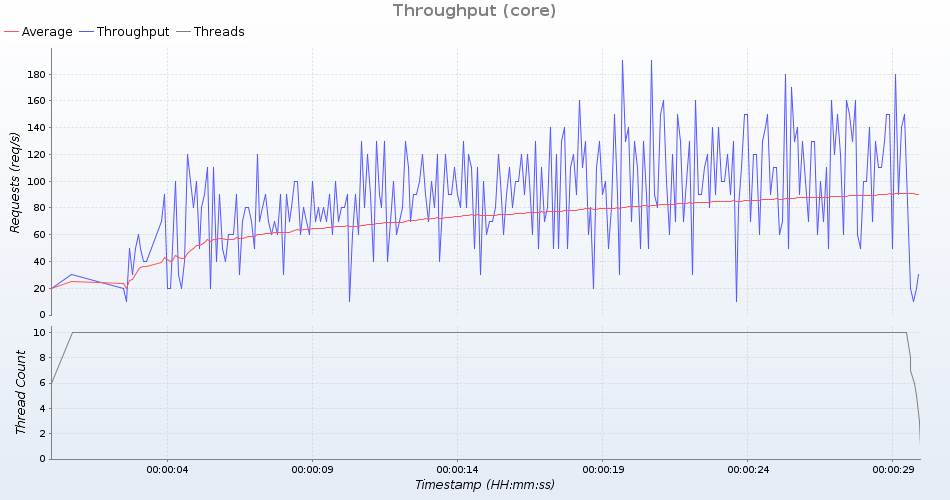 Throughput (core)
Average Throughput Threads
Requests (req/s)
180
160
140
120
100
80
60
40
20
0
Thread Count
10
8
6
4
2
0
00:00:04 00:00:09 00:00:14 00:00:19 00:00:24 00:00:29
Timestamp (HH:mm:ss)